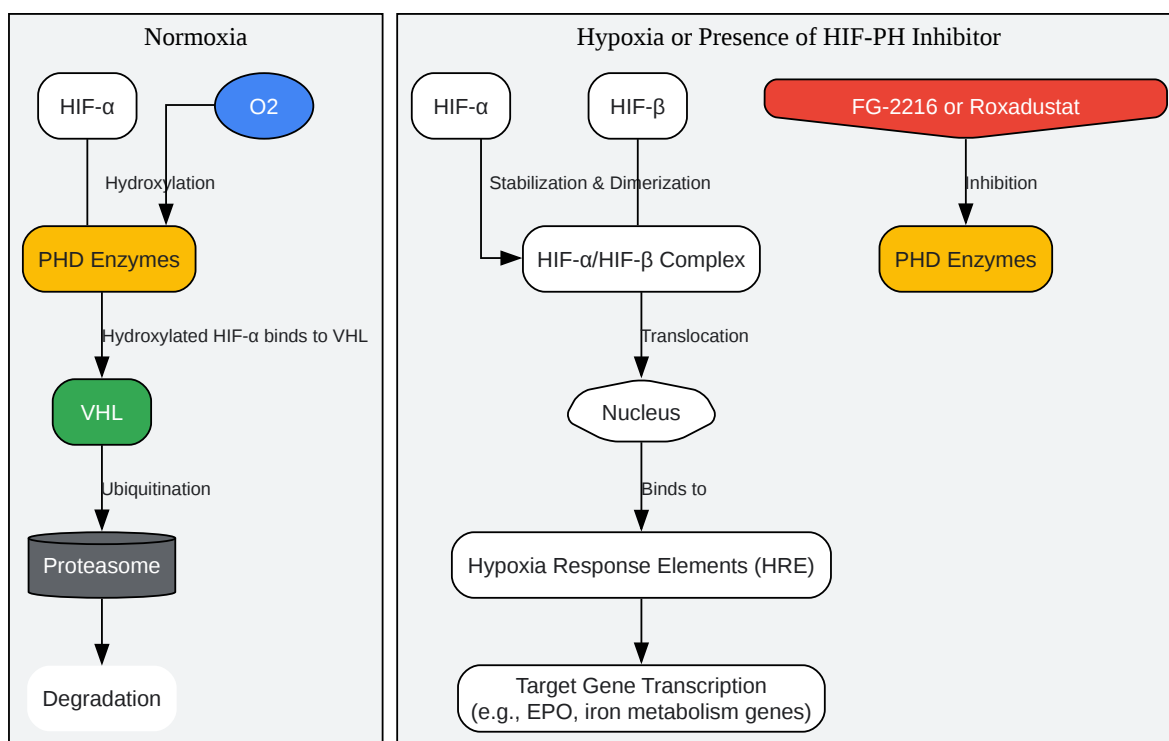 Normoxia
HIF-α
O2
Hydroxylation
PHD Enzymes
Hydroxylated HIF-α binds to VHL
VHL
Ubiquitination
Proteasome
Degradation
Hypoxia or Presence of HIF-PH Inhibitor
HIF-α
HIF-β
FG-2216 or Roxadustat
Stabilization & Dimerization
Inhibition
HIF-α/HIF-β Complex
PHD Enzymes
Translocation
Nucleus
Binds to
Hypoxia Response Elements (HRE)
Target Gene Transcription
(e.g., EPO, iron metabolism genes)